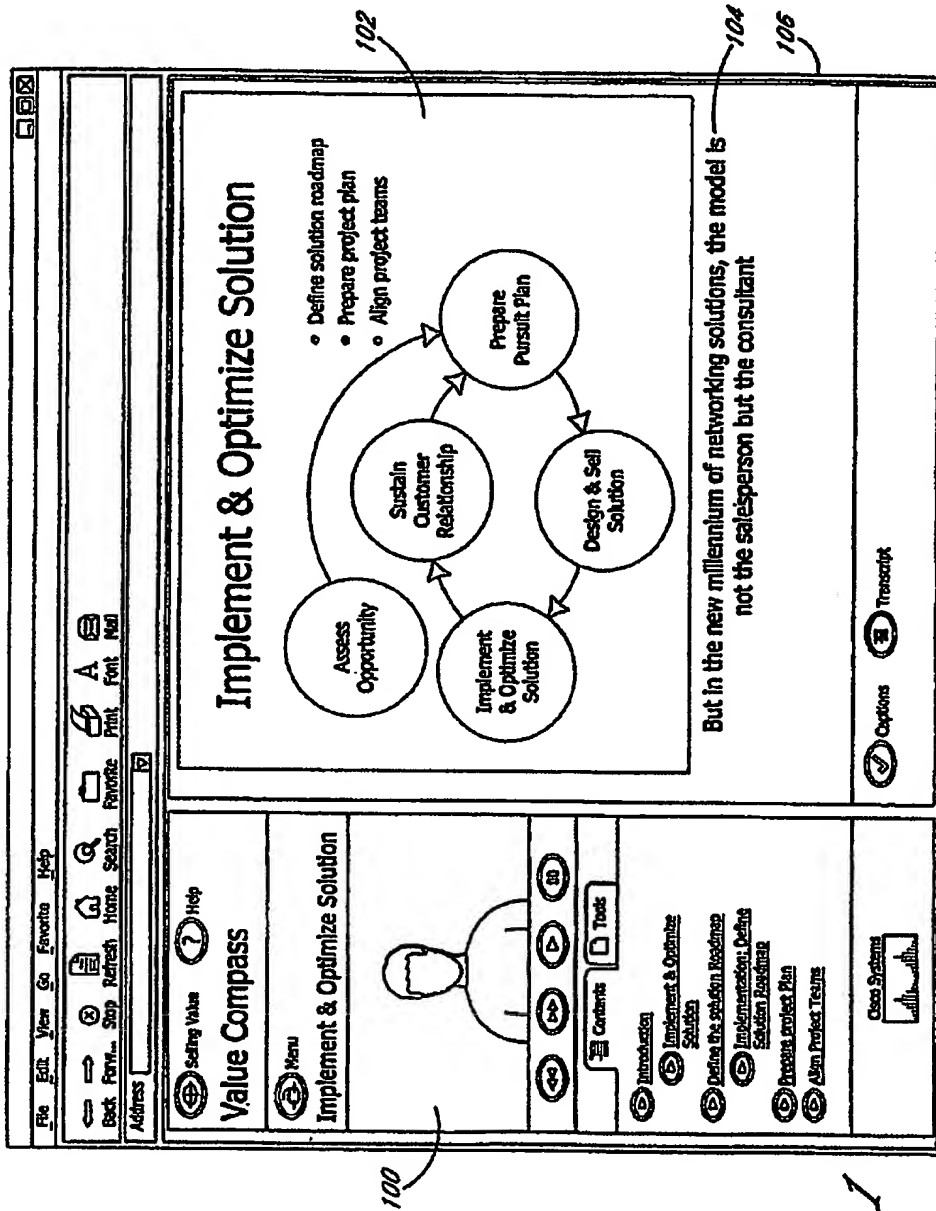 File Edit View Go Favorite Help
Back Forw... Stop Refresh Home Search Favorite Print Font Mail
Address
Selling Value
Help
Value Compass
Menu
Implement & Optimize Solution
Contents
Tools
Introduction
Implement & Optimize
Solution
Define the solution Roadmap
Implementation: Define
Solution Roadmap
Prepare project Plan
Align Project Teams
Cisco Systems
Implement & Optimize Solution
• Define solution roadmap
• Prepare project plan
• Align project teams
Assess
Opportunity
Sustain
Customer
Relationship
Prepare
Pursuit Plan
Implement
& Optimize
Solution
Design & Sell
Solution
But in the new millennium of networking solutions, the model is
not the salesperson but the consultant
Captions
Transcript
100
102
104
106
1